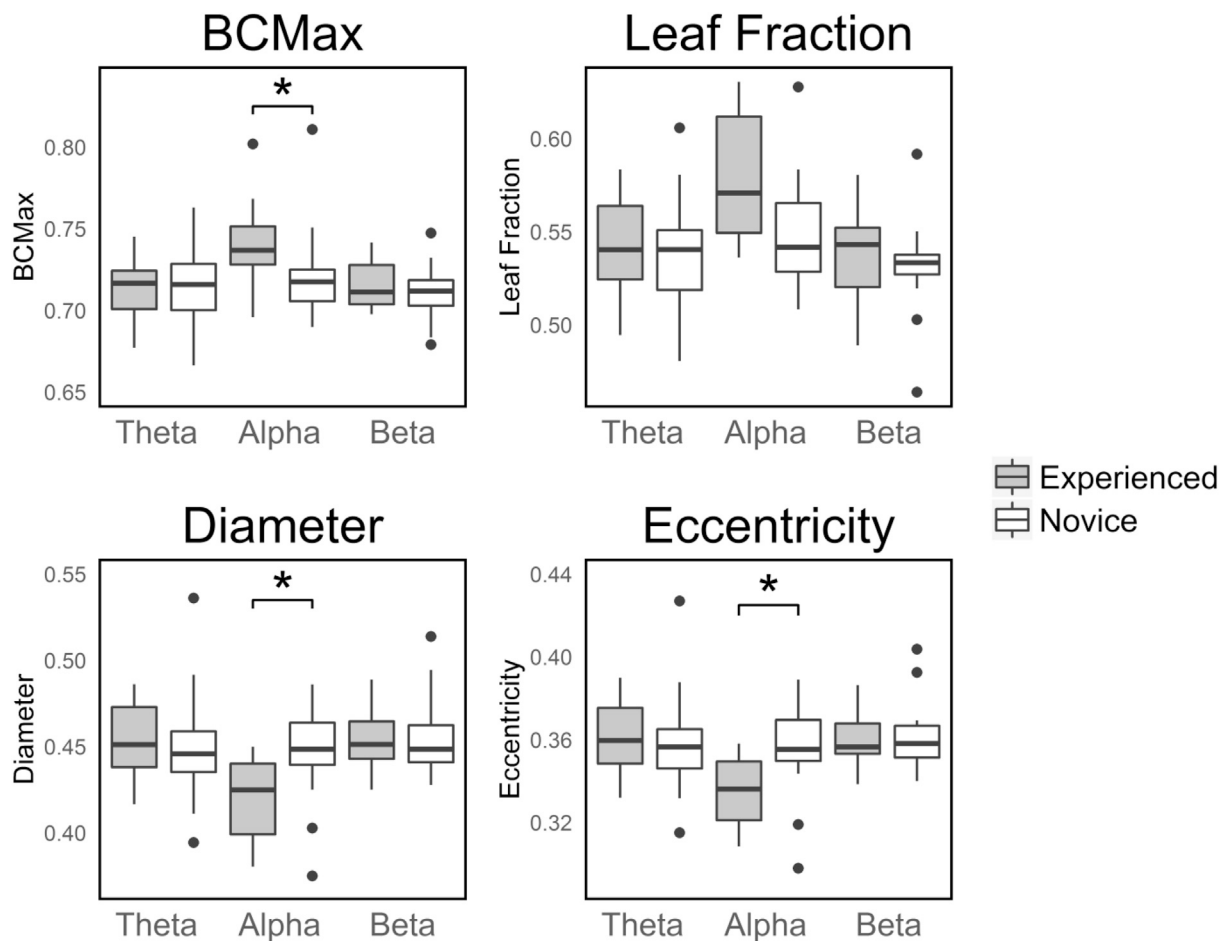 BCMax
Leaf Fraction
*
BCMax
0.80
0.75
0.70
0.65
Theta Alpha Beta
Leaf Fraction
0.60
0.55
0.50
Theta Alpha Beta
Experienced
Novice
Diameter
Eccentricity
*
Diameter
0.55
0.50
0.45
0.40
Theta Alpha Beta
*
Eccentricity
0.44
0.40
0.36
0.32
Theta Alpha Beta